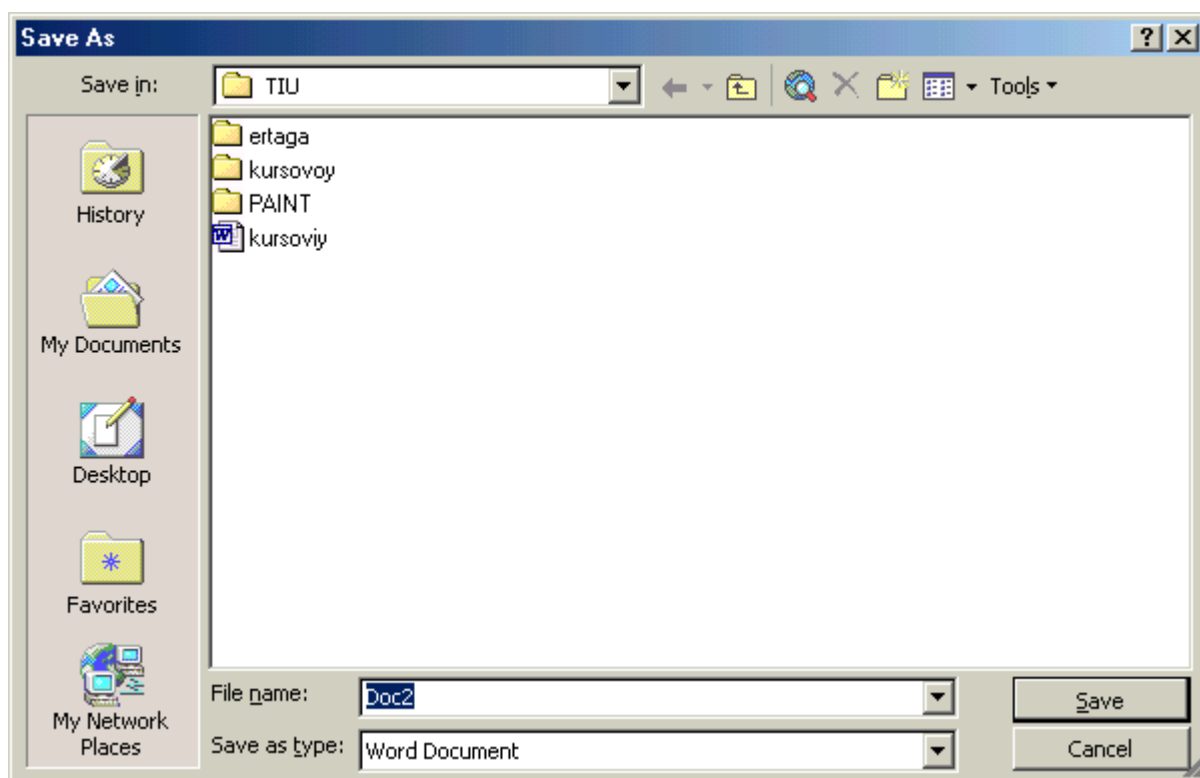 Save As
Save in:
TIU
Tools
History
My Documents
Desktop
Favorites
My Network
Places
ertaga
kursovoy
PAINT
kursoviy
File name:
Doc2
Save
Save as type:
Word Document
Cancel